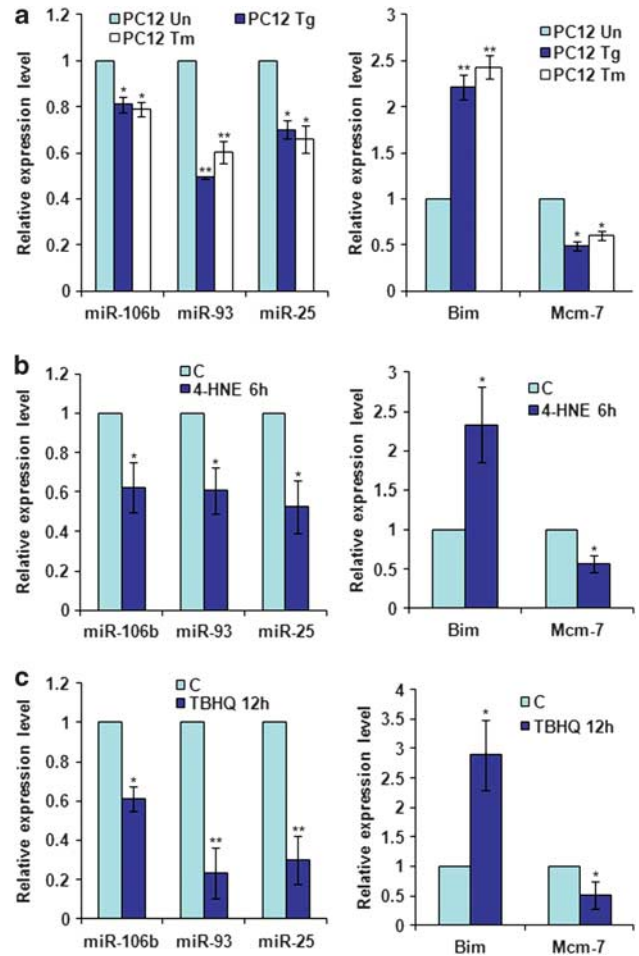 a
PC12 Un PC12 Tg
PC12 Tm
Relative expression level
1.2
1
0.8
0.6
0.4
0.2
0
* *
** **
* *
miR-106b miR-93 miR-25
PC12 Un
PC12 Tg
PC12 Tm
Relative expression level
3
2.5
2
1.5
1
0.5
0
** **
* *
Bim Mcm-7
b
C
4-HNE 6h
Relative expression level
1.2
1
0.8
0.6
0.4
0.2
0
* * *
miR-106b miR-93 miR-25
C
4-HNE 6h
Relative expression level
3
2.5
2
1.5
1
0.5
0
* *
Bim Mcm-7
c
C
TBHQ 12h
Relative expression level
1.2
1
0.8
0.6
0.4
0.2
0
* ** **
miR-106b miR-93 miR-25
C
TBHQ 12h
Relative expression level
4
3.5
3
2.5
2
1.5
1
0.5
0
* *
Bim Mcm-7